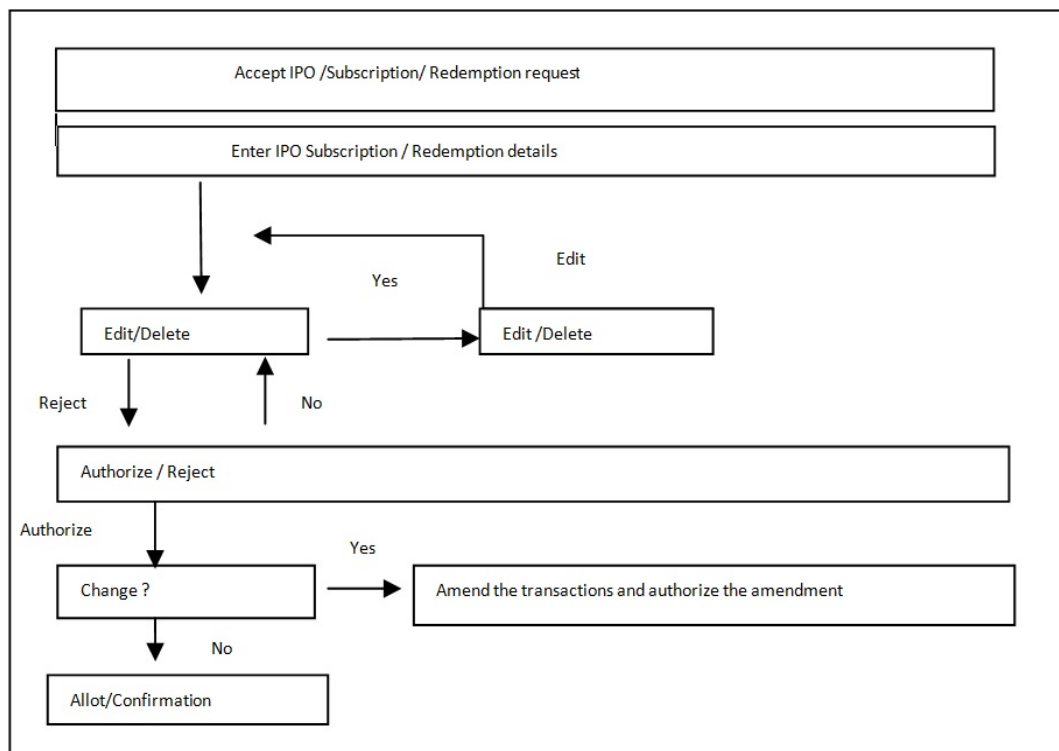 Accept IPO /Subscription/ Redemption request
Enter IPO Subscription / Redemption details
Edit
Yes
Edit/Delete
Edit /Delete
Reject
No
Authorize / Reject
Authorize
Yes
Change ?
Amend the transactions and authorize the amendment
No
Allot/Confirmation